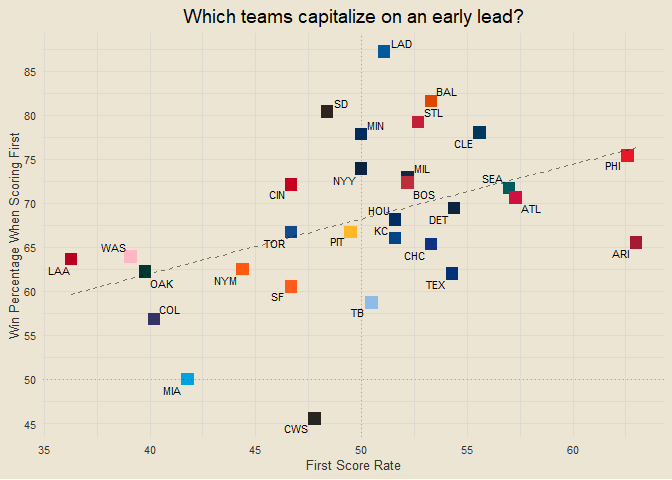 Which teams capitalize on an early lead?
Win Percentage When Scoring First
85
80
75
70
65
60
55
50
45
LAD
BAL
SD
STL
MIN
CLE
PHI
MIL
NYY
SEA
CIN
BOS
ATL
HOU
DET
TOR
PIT
KC
CHC
ARI
WAS
LAA
OAK
NYM
SF
TEX
COL
TB
MIA
CWS
35
40
45
50
55
60
First Score Rate